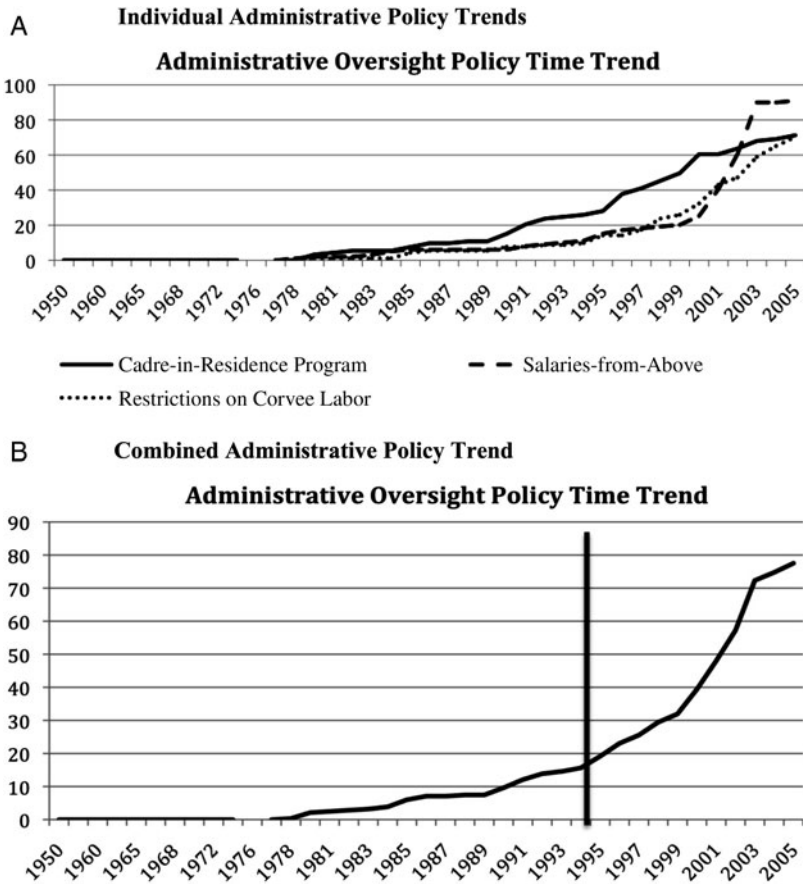 A
Individual Administrative Policy Trends
Administrative Oversight Policy Time Trend
100
80
60
40
20
0
1950 1960 1965 1968 1972 1976 1978 1981 1983 1985 1987 1989 1991 1993 1995 1997 1999 2001 2003 2005
Cadre-in-Residence Program Salaries-from-Above
Restrictions on Corvee Labor
B
Combined Administrative Policy Trend
Administrative Oversight Policy Time Trend
90
80
70
60
50
40
30
20
10
0
1950 1960 1965 1968 1972 1976 1978 1981 1983 1985 1987 1989 1991 1993 1995 1997 1999 2001 2003 2005